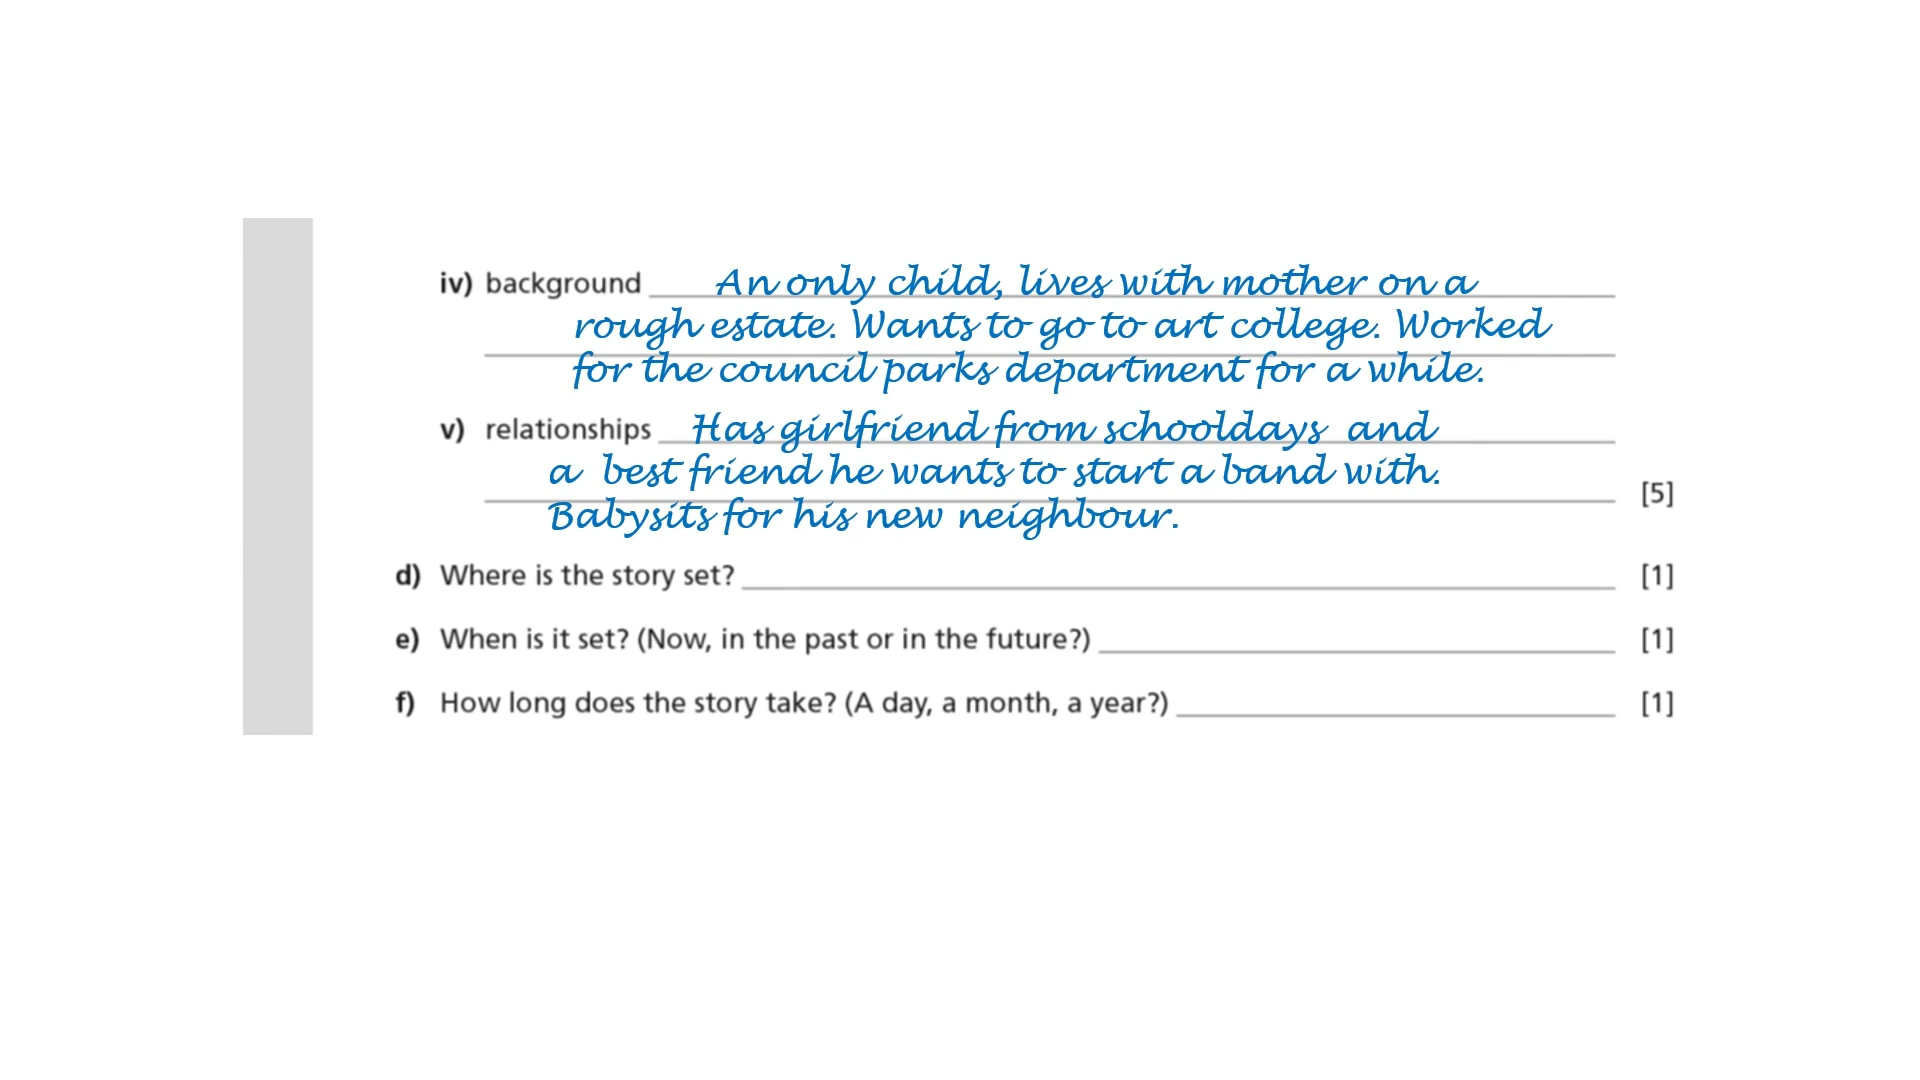 iv) background An only child, lives with mother on a
rough estate. Wants to go to art college. Worked
for the council parks department for a while.
v) relationships Has girlfriend from schooldays and
a best friend he wants to start a band with.
[5]
Babysits for his new neighbour.
d) Where is the story set? [1]
e) When is it set? (Now, in the past or in the future?) [1]
f) How long does the story take? (A day, a month, a year?) [1]